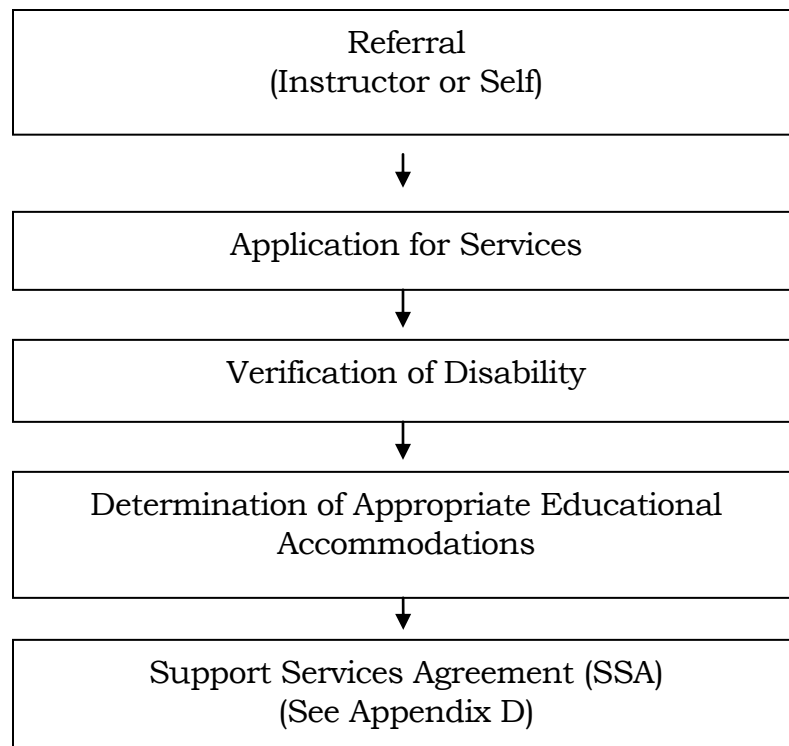 Referral
(Instructor or Self)
Application for Services
Verification of Disability
Determination of Appropriate Educational
Accommodations
Support Services Agreement (SSA)
(See Appendix D)